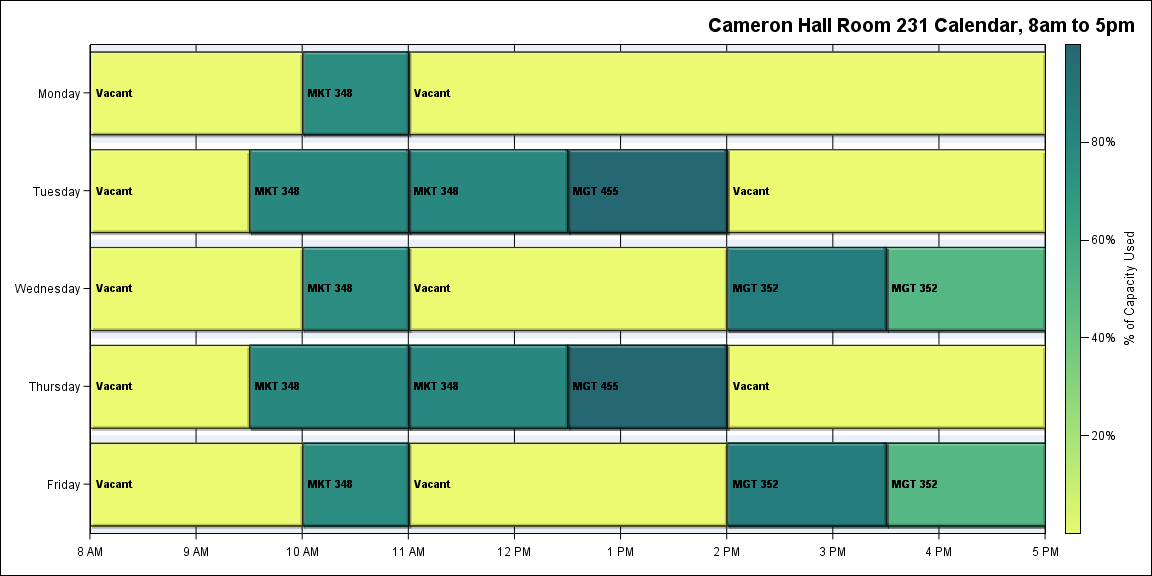 Cameron Hall Room 231 Calendar, 8am to 5pm
Monday
Vacant
MKT 348
Vacant
Tuesday
Vacant
MKT 348
MKT 348
MGT 455
Vacant
Wednesday
Vacant
MKT 348
Vacant
MGT 352
MGT 352
Thursday
Vacant
MKT 348
MKT 348
MGT 455
Vacant
Friday
Vacant
MKT 348
Vacant
MGT 352
MGT 352
8 AM
9 AM
10 AM
11 AM
12 PM
1 PM
2 PM
3 PM
4 PM
5 PM
80%
60%
40%
20%
% of Capacity Used